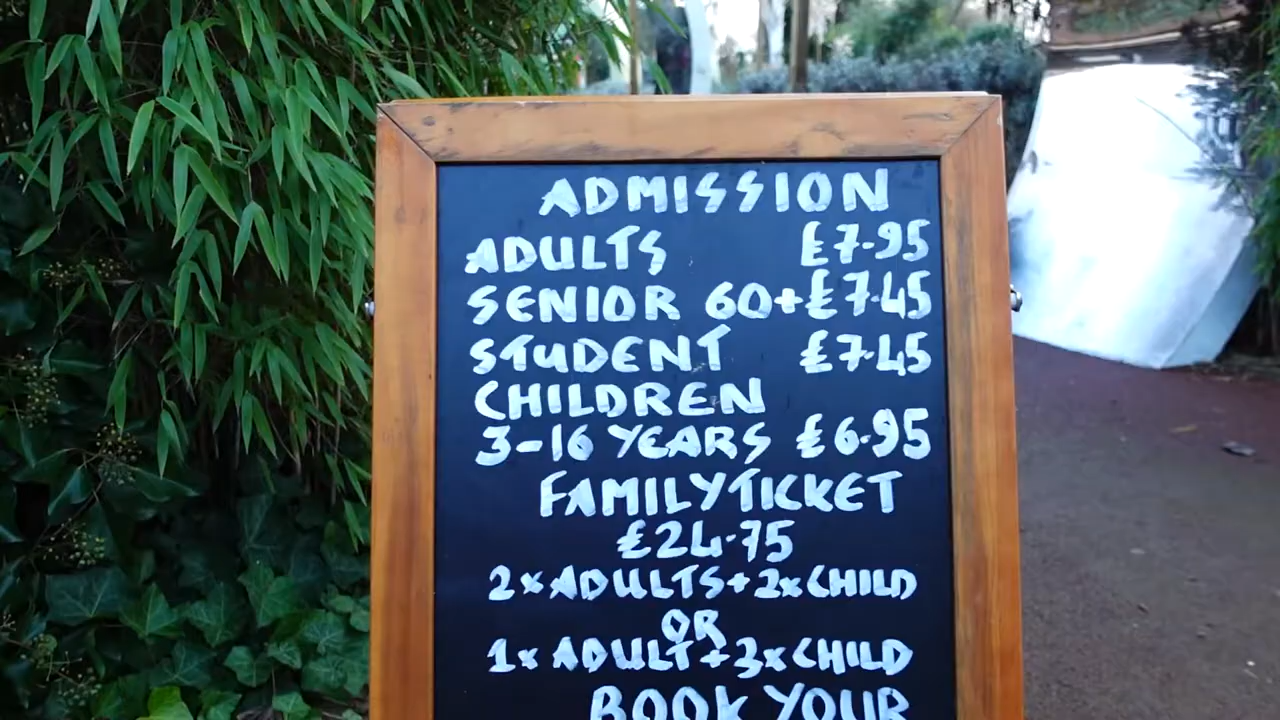 ADMISSION
ADULTS £7.95
SENIOR 60+ £7.45
STUDENT £7.45
CHILDREN
3-16 YEARS £6.95
FAMILY TICKET
£24.75
2x ADULTS + 2x CHILD
OR
1x ADULT + 3x CHILD
BOOK YOUR